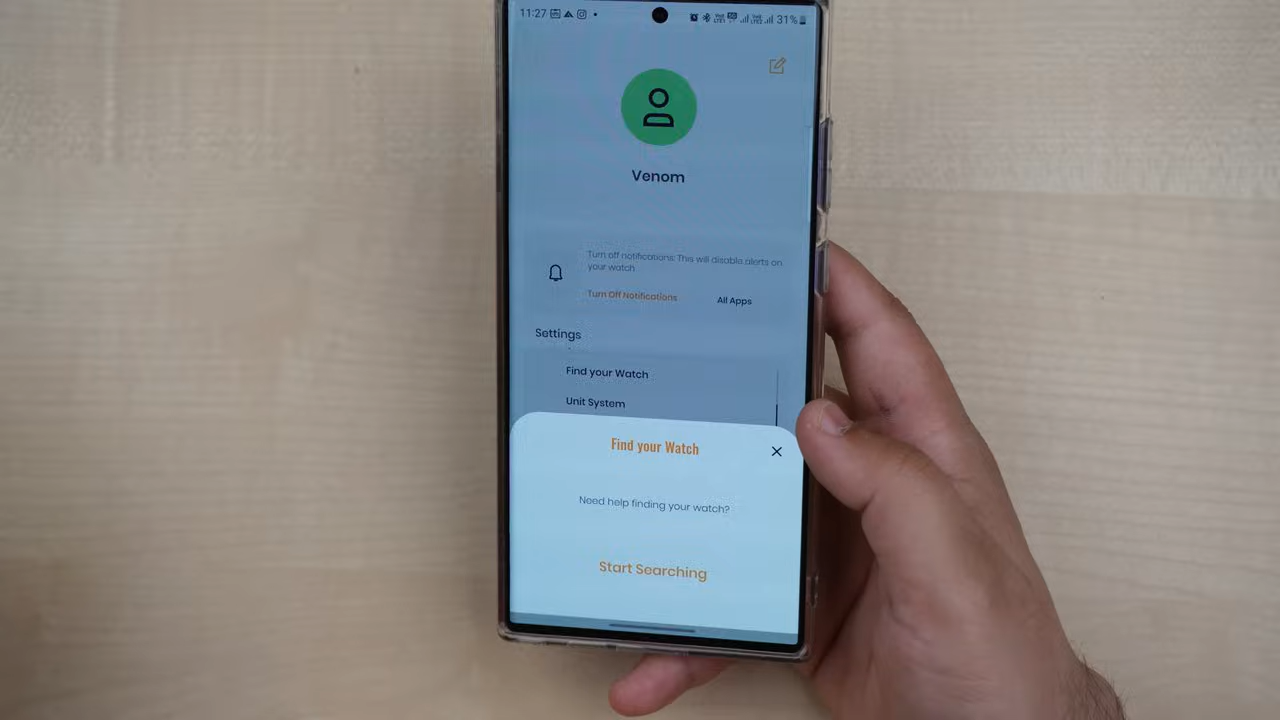 11:27
31%
Venom
Turn off notifications: This will disable alerts on
your watch
Turn Off Notifications
All Apps
Settings
Find your Watch
Unit System
Find your Watch
Need help finding your watch?
Start Searching